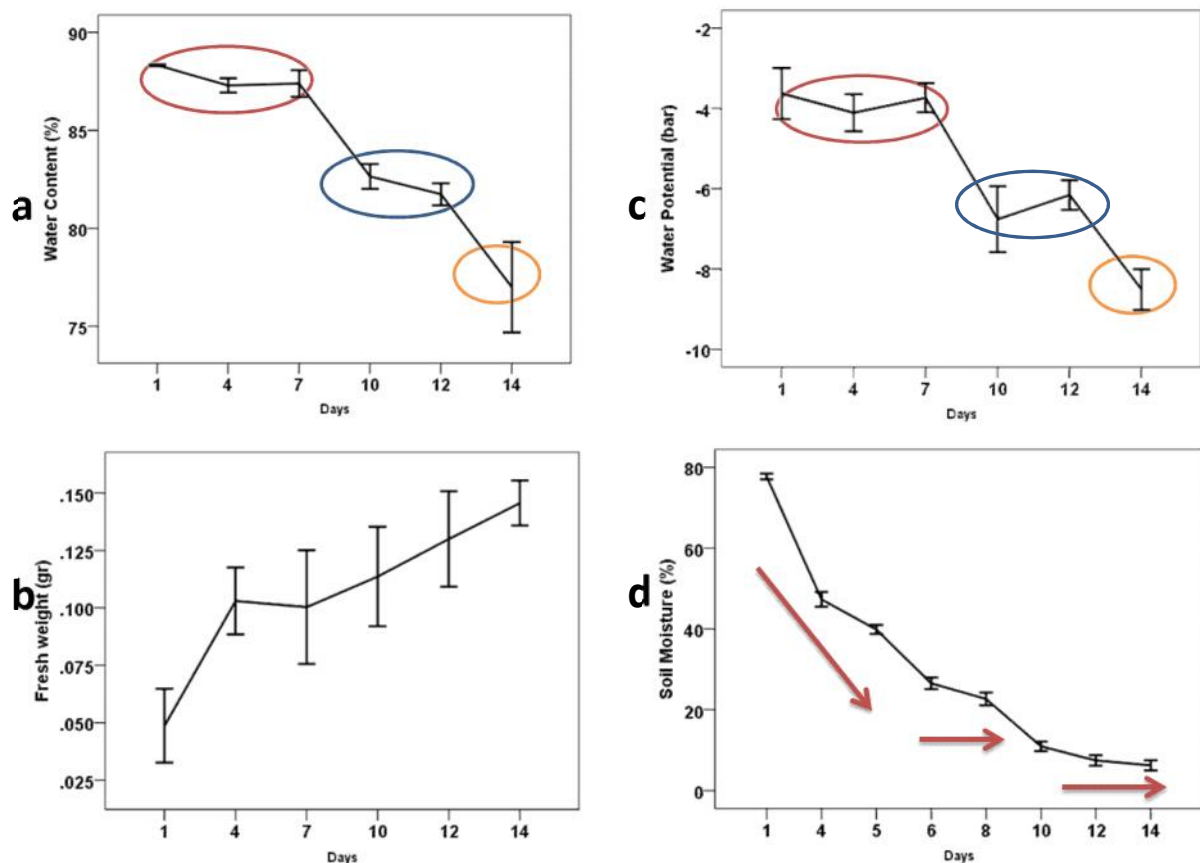 a
Water Content (%)
90
85
80
75
1 4 7 10 12 14
Days
c
Water Potential (bar)
-2
-4
-6
-8
-10
1 4 7 10 12 14
Days
b
Fresh weight (gr)
.150
.125
.100
.075
.050
.025
1 4 7 10 12 14
Days
d
Soil Moisture (%)
80
60
40
20
0
1 4 5 6 8 10 12 14
Days